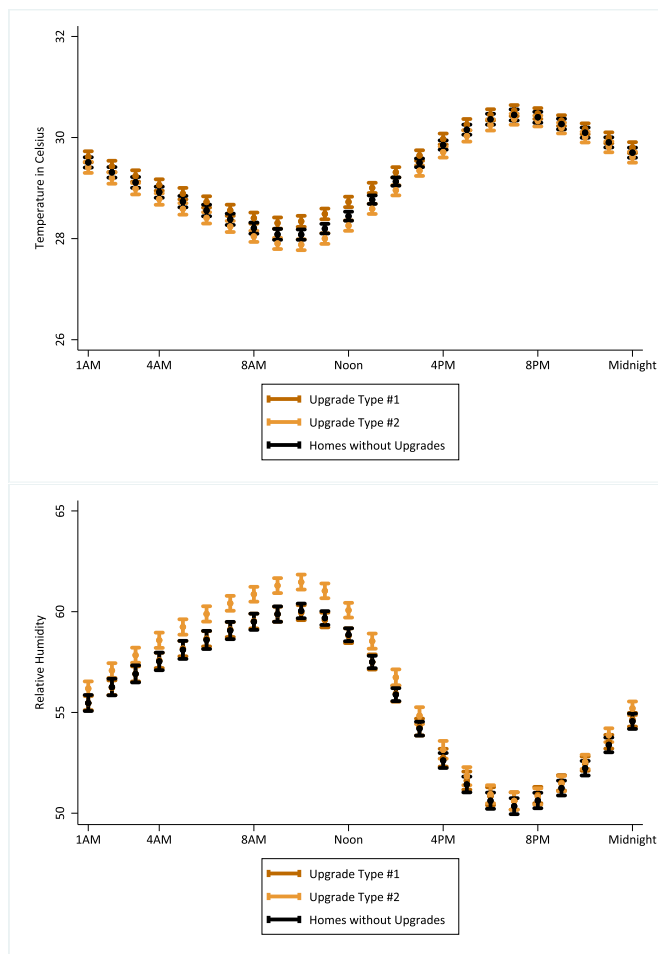 Temperature in Celsius
32
30
28
26
1AM 4AM 8AM Noon 4PM 8PM Midnight
Upgrade Type #1
Upgrade Type #2
Homes without Upgrades
Relative Humidity
65
60
55
50
1AM 4AM 8AM Noon 4PM 8PM Midnight
Upgrade Type #1
Upgrade Type #2
Homes without Upgrades